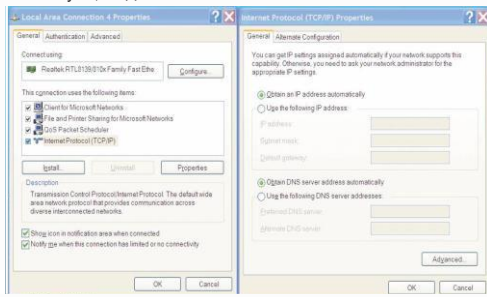 Local Area Connection 4 Properties
General
Authentication
Advanced
Connect using:
Realtek RTL8139/810x Family Fast Ethe
Configure...
This connection uses the following items:
Client for Microsoft Networks
File and Printer Sharing for Microsoft Networks
QoS Packet Scheduler
Internet Protocol (TCP/IP)
Install...
Uninstall
Properties
Description
Transmission Control Protocol/Internet Protocol. The default wide
area network protocol that provides communication across
diverse interconnected networks.
Show icon in notification area when connected
Notify me when this connection has limited or no connectivity
OK
Cancel
Internet Protocol (TCP/IP) Properties
General
Alternate Configuration
You can get IP settings assigned automatically if your network supports this
capability. Otherwise, you need to ask your network administrator for the
appropriate IP settings.
Obtain an IP address automatically
Use the following IP address:
IP address:
Subnet mask:
Default gateway:
Obtain DNS server address automatically
Use the following DNS server addresses:
Preferred DNS server:
Alternate DNS server:
Advanced...
OK
Cancel